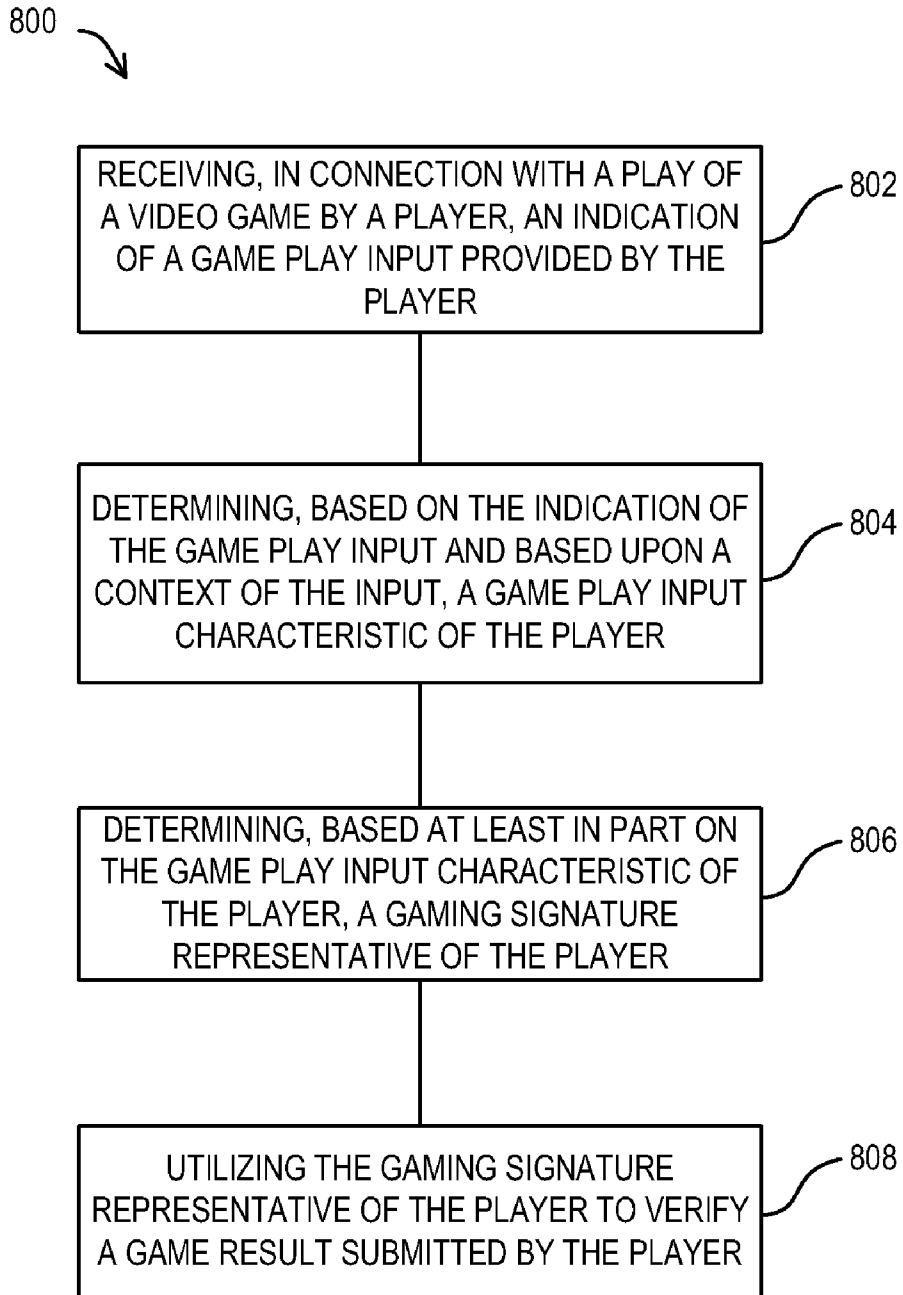 800
RECEIVING, IN CONNECTION WITH A PLAY OF
A VIDEO GAME BY A PLAYER, AN INDICATION
OF A GAME PLAY INPUT PROVIDED BY THE
PLAYER
802
DETERMINING, BASED ON THE INDICATION OF
THE GAME PLAY INPUT AND BASED UPON A
CONTEXT OF THE INPUT, A GAME PLAY INPUT
CHARACTERISTIC OF THE PLAYER
804
DETERMINING, BASED AT LEAST IN PART ON
THE GAME PLAY INPUT CHARACTERISTIC OF
THE PLAYER, A GAMING SIGNATURE
REPRESENTATIVE OF THE PLAYER
806
UTILIZING THE GAMING SIGNATURE
REPRESENTATIVE OF THE PLAYER TO VERIFY
A GAME RESULT SUBMITTED BY THE PLAYER
808